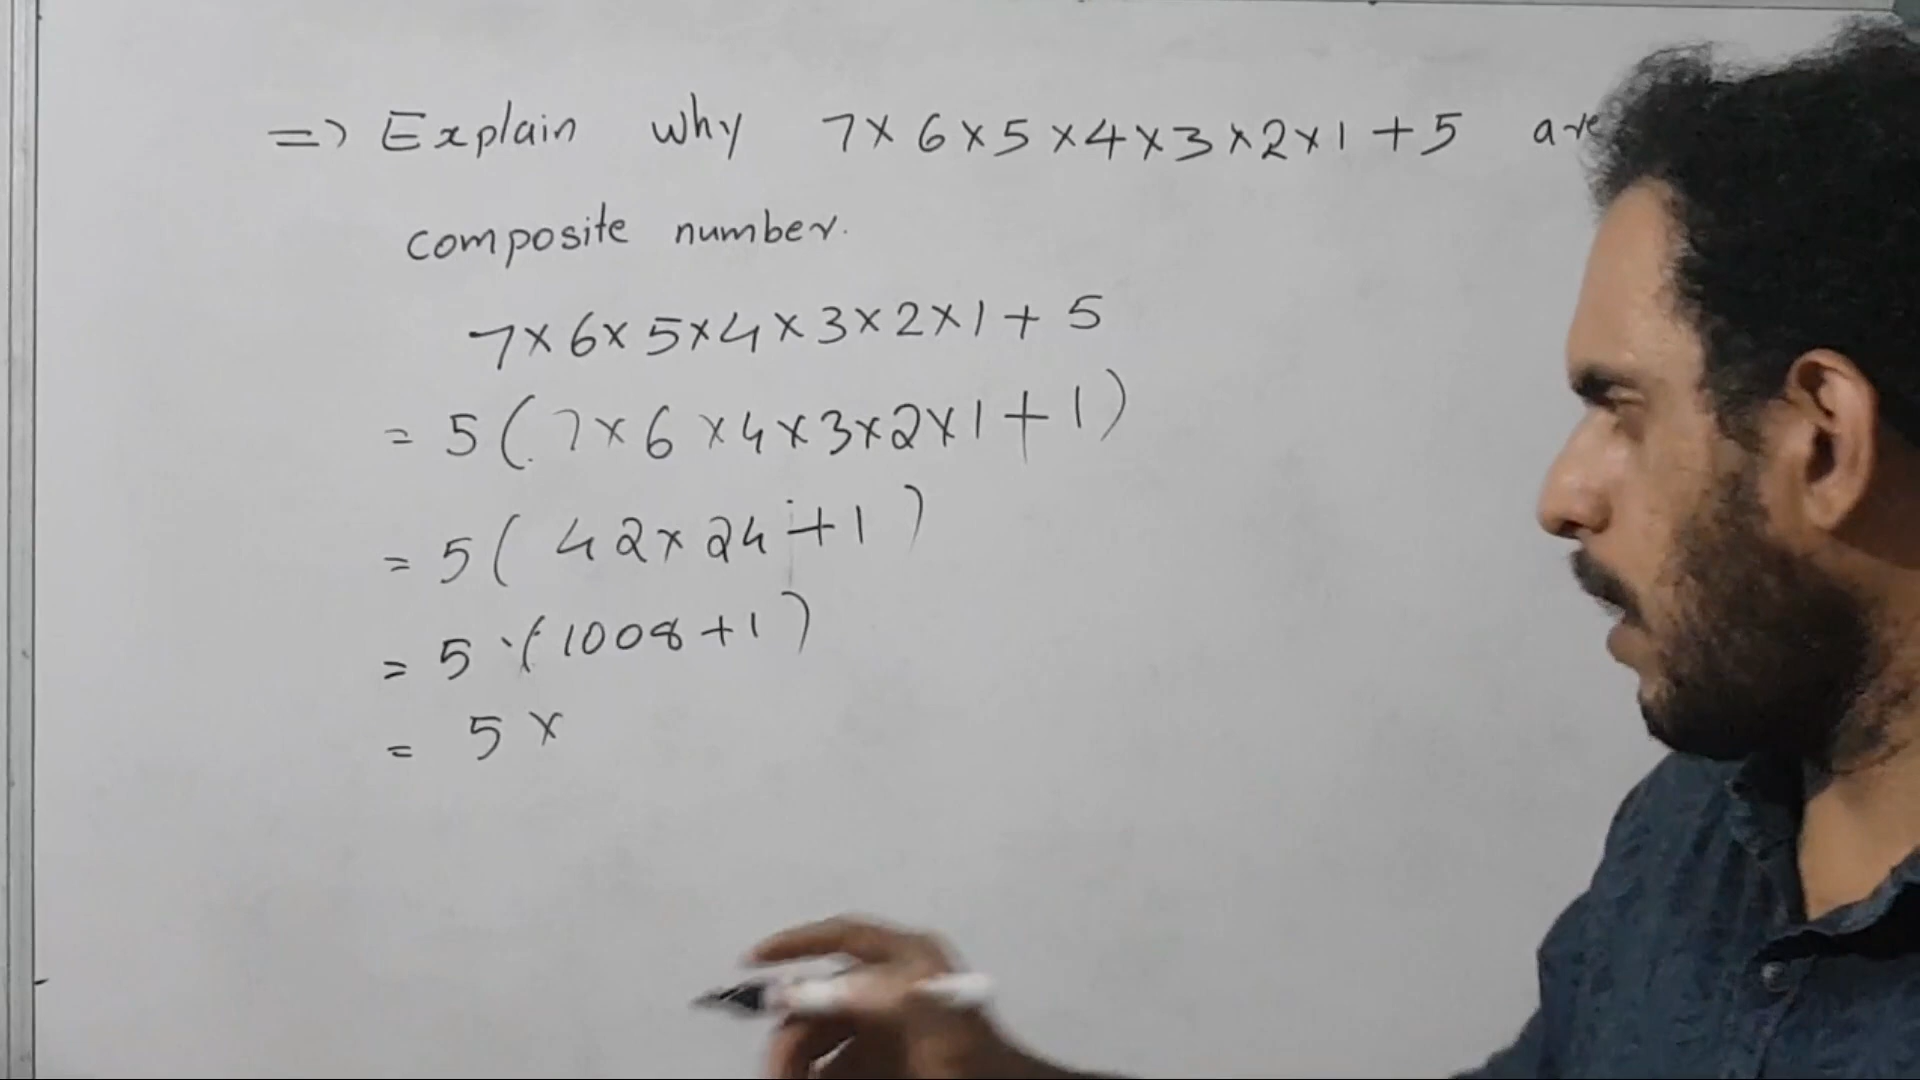 => Explain why 7 × 6 × 5 × 4 × 3 × 2 × 1 + 5 are
composite number.
7 × 6 × 5 × 4 × 3 × 2 × 1 + 5
= 5 ( 7 × 6 × 4 × 3 × 2 × 1 + 1 )
= 5 ( 42 × 24 + 1 )
= 5 · ( 1008 + 1 )
= 5 ×